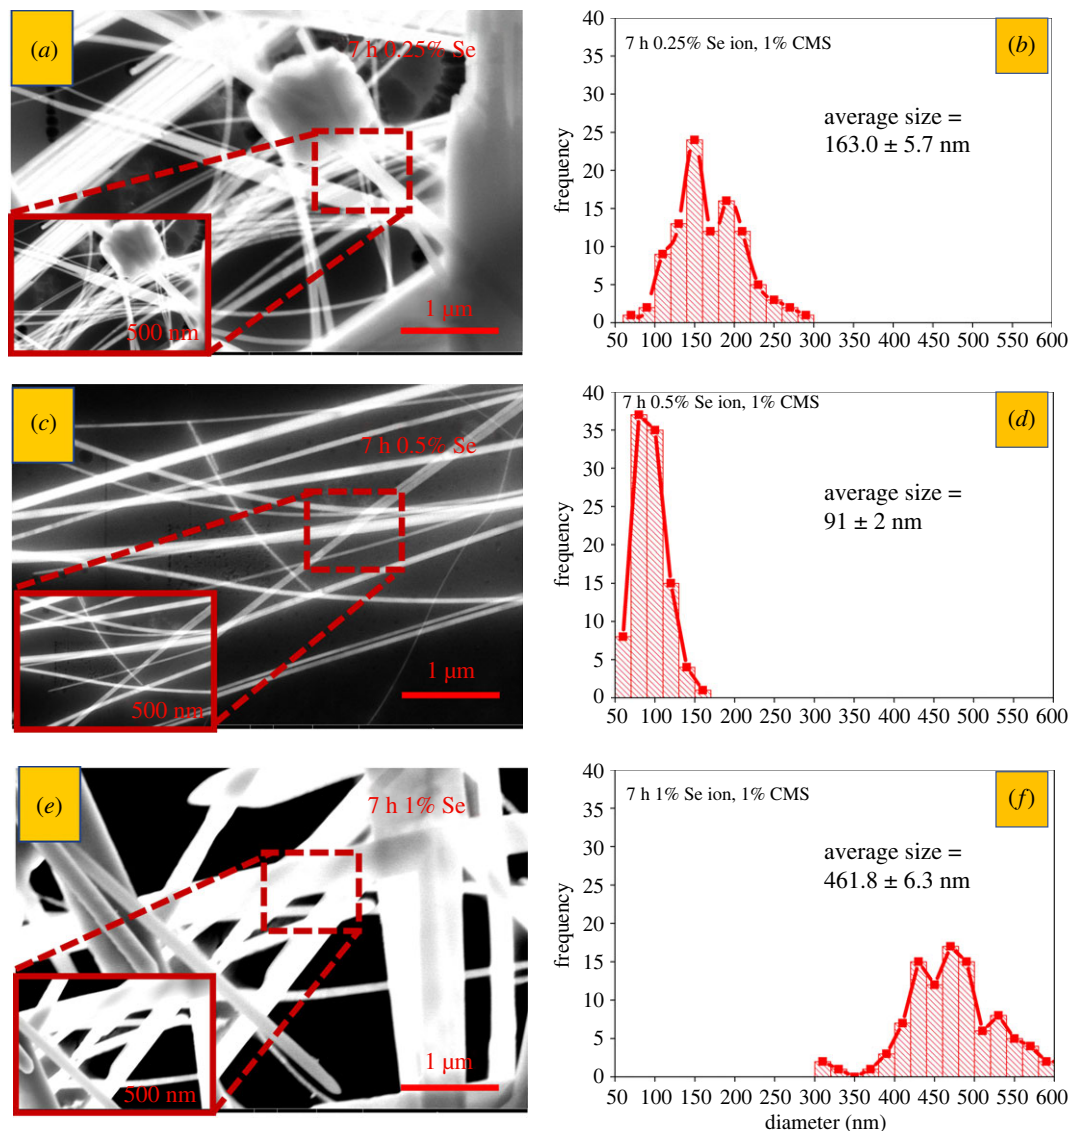 (a)
7 h 0.25% Se
500 nm
1 μm
(b)
7 h 0.25% Se ion, 1% CMS
average size =
163.0 ± 5.7 nm
frequency
40
35
30
25
20
15
10
5
0
50 100 150 200 250 300 350 400 450 500 550 600
(c)
7 h 0.5% Se
500 nm
1 μm
(d)
7 h 0.5% Se ion, 1% CMS
average size =
91 ± 2 nm
frequency
40
35
30
25
20
15
10
5
0
50 100 150 200 250 300 350 400 450 500 550 600
(e)
7 h 1% Se
500 nm
1 μm
(f)
7 h 1% Se ion, 1% CMS
average size =
461.8 ± 6.3 nm
frequency
40
35
30
25
20
15
10
5
0
50 100 150 200 250 300 350 400 450 500 550 600
diameter (nm)